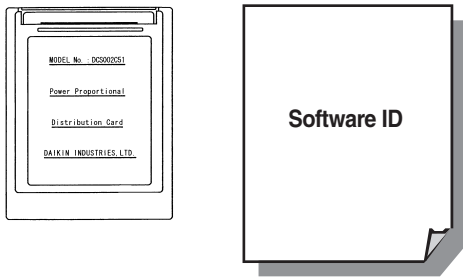 MODEL No. : DCS002C51
Power Proportional
Distribution Card
DAIKIN INDUSTRIES,LTD.
Software ID